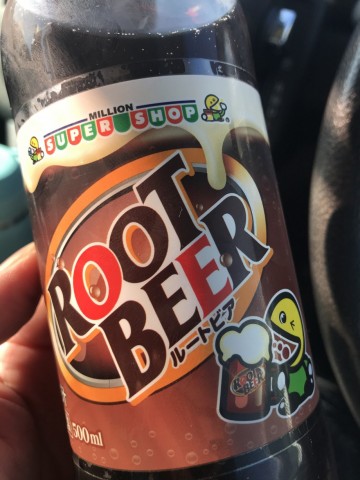 MILLION
SUPER SHOP
ROOT
BEER
ルートビア
500ml